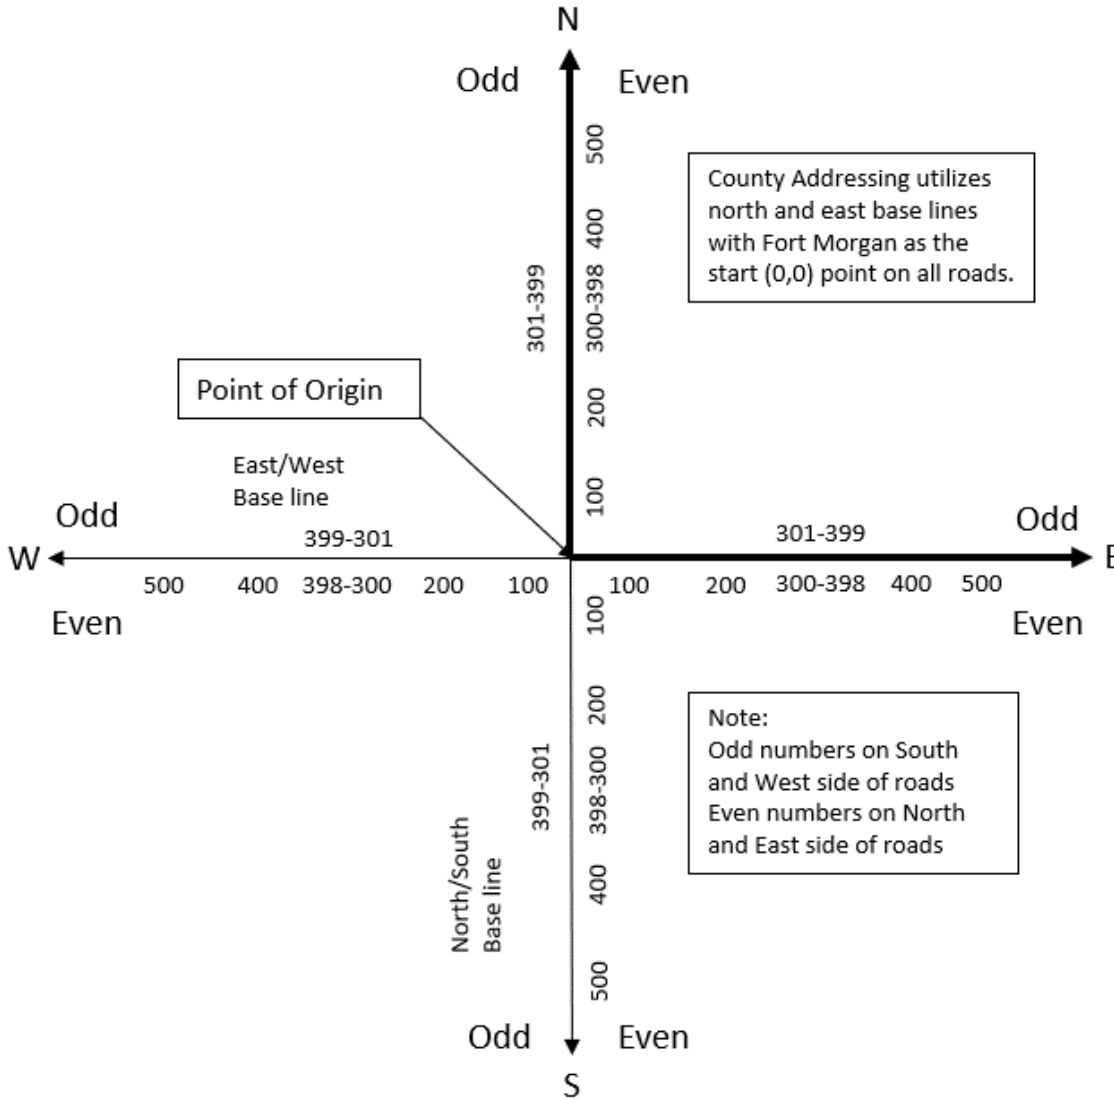 N
Odd
Even
500
County Addressing utilizes
north and east base lines
with Fort Morgan as the
start (0,0) point on all roads.
400
301-399
300-398
Point of Origin
200
East/West
Base line
100
Odd
399-301
301-399
Odd
W
E
500
400
398-300
200
100
100
200
300-398
400
500
Even
Even
100
200
Note:
Odd numbers on South
and West side of roads
Even numbers on North
and East side of roads
399-301
398-300
North/South
Base line
400
500
Odd
Even
S